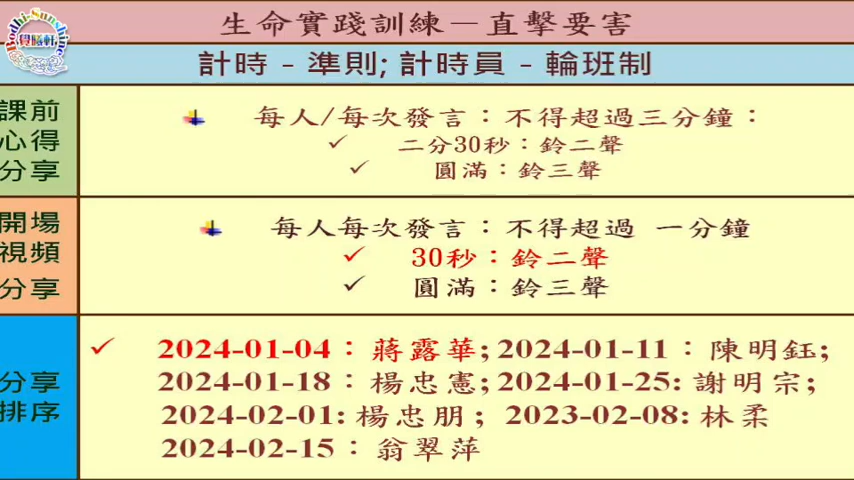 Bodhi-Sunshine
覺曦軒
生命實踐訓練－直擊要害
計時 - 準則; 計時員 - 輪班制
課前
心得
分享
每人/每次發言：不得超過三分鐘：
二分30秒：鈴二聲
圓滿：鈴三聲
開場
視頻
分享
每人每次發言：不得超過 一分鐘
30秒：鈴二聲
圓滿：鈴三聲
分享
排序
2024-01-04：蔣露華; 2024-01-11：陳明鈺;
2024-01-18：楊忠憲; 2024-01-25: 謝明宗;
2024-02-01: 楊忠朋; 2023-02-08: 林柔
2024-02-15：翁翠萍